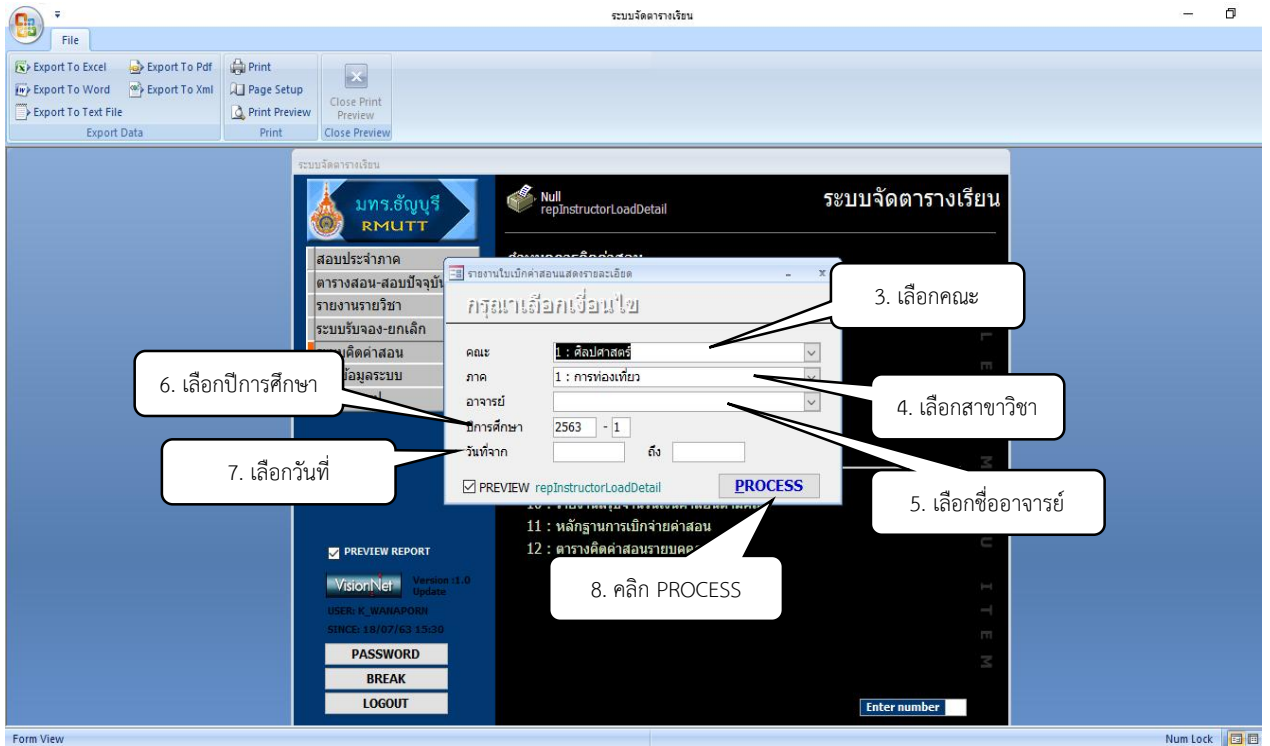 ระบบจัดตารางเรียน
File
Export To Excel
Export To Pdf
Print
Export To Word
Export To Xml
Page Setup
Close Print Preview
Export To Text File
Print Preview
Export Data
Print
Close Preview
ระบบจัดตารางเรียน
มทร.ธัญบุรี
RMUTT
Null
repInstructorLoadDetail
ระบบจัดตารางเรียน
สอบประจำภาค
ตารางสอน-สอบปัจจุบัน
รายงานรายวิชา
ระบบรับจอง-ยกเลิก
คิดค่าสอน
ข้อมูลระบบ
รายงานใบเบิกค่าสอนแสดงรายละเอียด
กรุณาเลือกเงื่อนไข
คณะ
1 : ศิลปศาสตร์
ภาค
1 : การท่องเที่ยว
อาจารย์
ปีการศึกษา
2563 - 1
วันที่จาก
ถึง
PREVIEW repInstructorLoadDetail
PROCESS
3. เลือกคณะ
4. เลือกสาขาวิชา
5. เลือกชื่ออาจารย์
6. เลือกปีการศึกษา
7. เลือกวันที่
8. คลิก PROCESS
11 : หลักฐานการเบิกจ่ายค่าสอน
12 : ตารางคิดค่าสอนรายบุคคล
PREVIEW REPORT
VisionNet
Version :1.0
Update
USER: K_WANAPORN
SINCE: 18/07/63 15:30
PASSWORD
BREAK
LOGOUT
Enter number
Form View
Num Lock